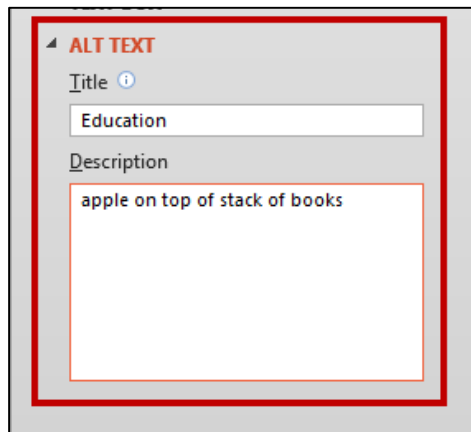 ALT TEXT
Title
Education
Description
apple on top of stack of books